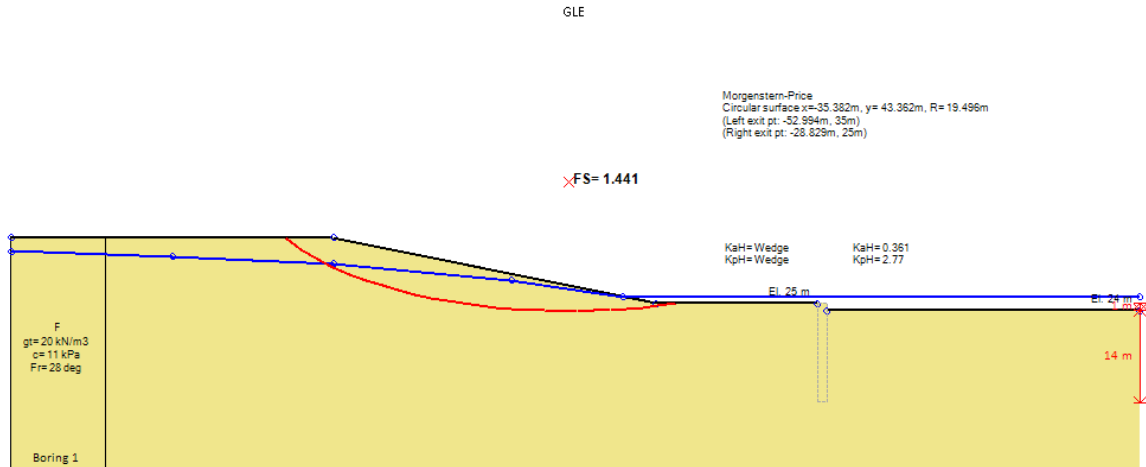 GLE
Morgenstern-Price
Circular surface x=-35.382m, y= 43.362m, R= 19.496m
(Left exit pt: -52.994m, 35m)
(Right exit pt: -28.829m, 25m)
FS= 1.441
KaH= Wedge KaH= 0.361
KpH= Wedge KpH= 2.77
El. 25 m
El. 24 m
1 m
F
gt= 20 kN/m3
c= 11 kPa
Fr= 28 deg
14 m
Boring 1